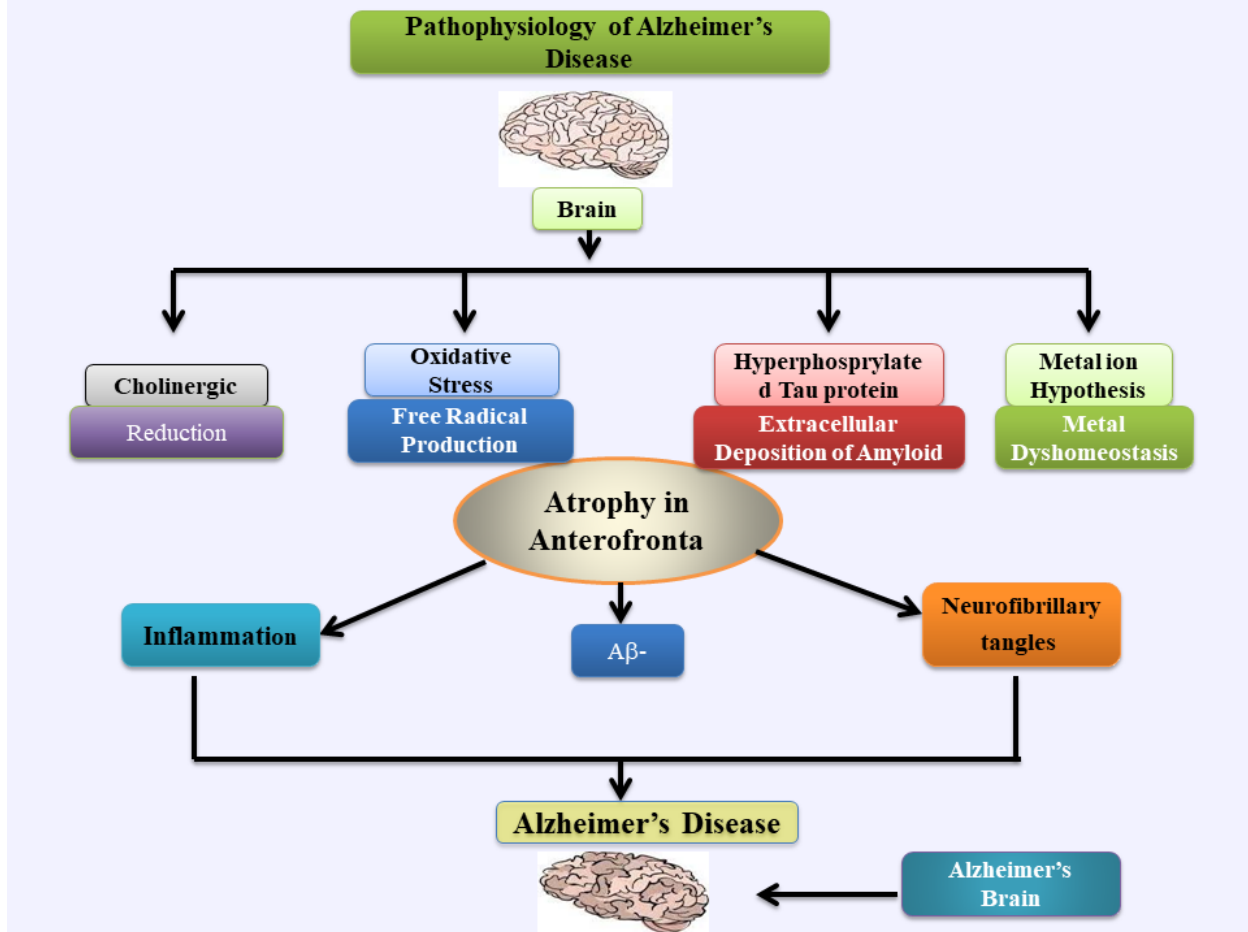 Pathophysiology of Alzheimer's
Disease
Brain
Cholinergic
Reduction
Oxidative
Stress
Free Radical
Production
Hyperphosprylate
d Tau protein
Extracellular
Deposition of Amyloid
Metal ion
Hypothesis
Metal
Dyshomeostasis
Atrophy in
Anterofronta
Inflammation
Aβ-
Neurofibrillary
tangles
Alzheimer's Disease
Alzheimer's
Brain